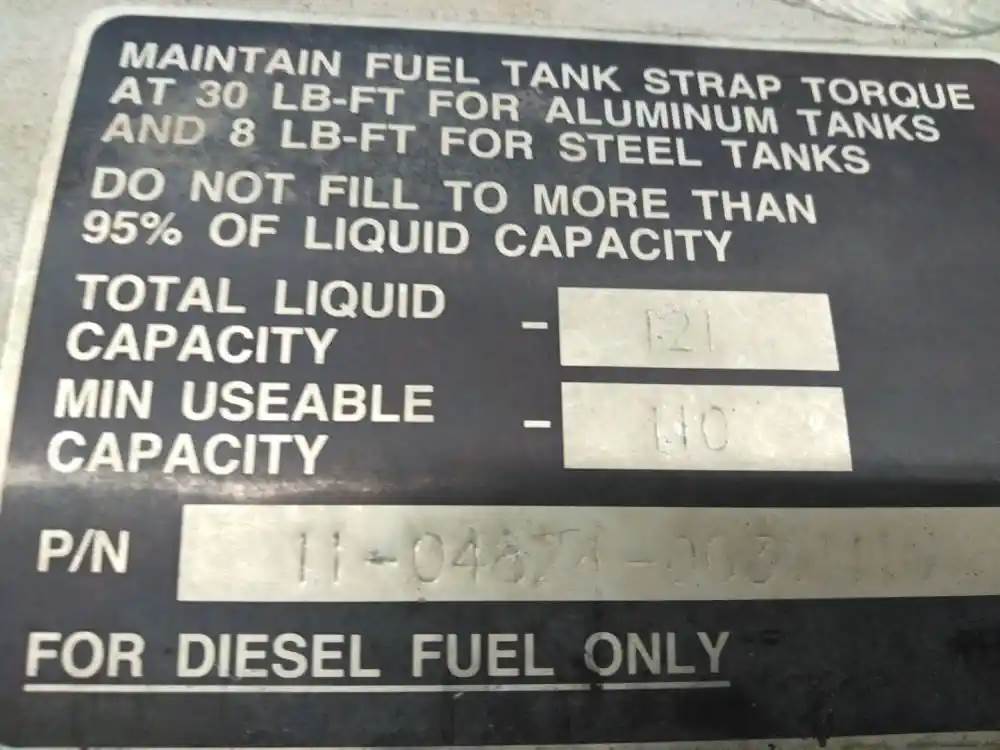 MAINTAIN FUEL TANK STRAP TORQUE
AT 30 LB-FT FOR ALUMINUM TANKS
AND 8 LB-FT FOR STEEL TANKS
DO NOT FILL TO MORE THAN
95% OF LIQUID CAPACITY
TOTAL LIQUID
CAPACITY - 121
MIN USEABLE
CAPACITY - 110
P/N
FOR DIESEL FUEL ONLY